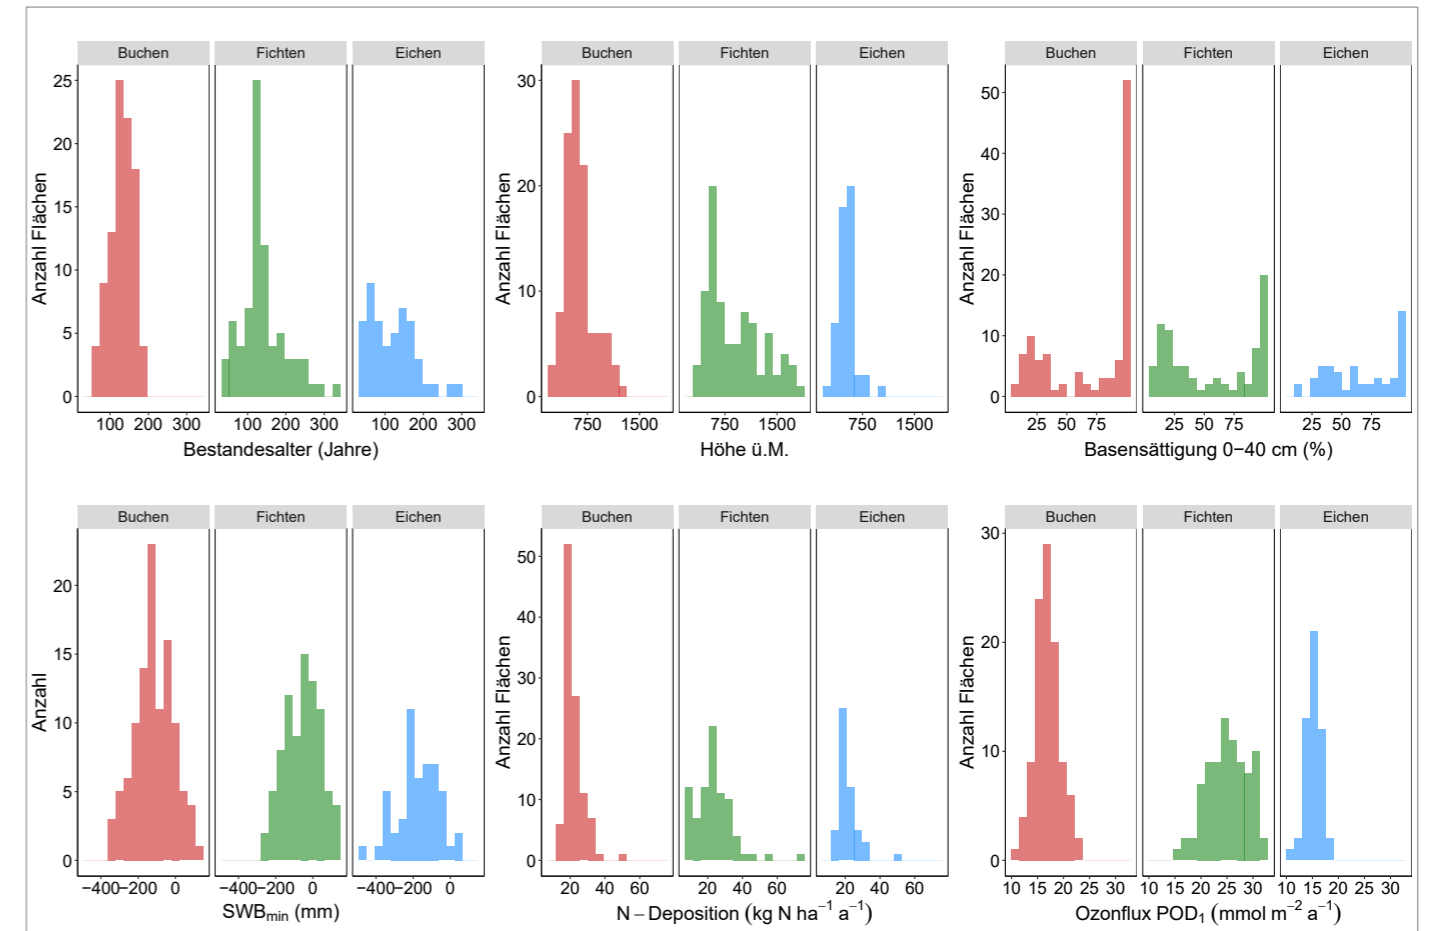 Buchen Fichten Eichen
Anzahl Flächen
25
20
15
10
5
0
100 200 300 100 200 300 100 200 300
Bestandesalter (Jahre)
Buchen Fichten Eichen
Anzahl Flächen
30
20
10
0
750 1500 750 1500 750 1500
Höhe ü.M.
Buchen Fichten Eichen
Anzahl Flächen
50
40
30
20
10
0
25 50 75 25 50 75 25 50 75
Basensättigung 0−40 cm (%)
Buchen Fichten Eichen
Anzahl
20
15
10
5
0
−400 −200 0 −400 −200 0 −400 −200 0
SWBmin (mm)
Buchen Fichten Eichen
Anzahl Flächen
50
40
30
20
10
0
20 40 60 20 40 60 20 40 60
N − Deposition (kg N ha⁻¹ a⁻¹)
Buchen Fichten Eichen
Anzahl Flächen
30
20
10
0
10 15 20 25 30 10 15 20 25 30 10 15 20 25 30
Ozonflux POD₁ (mmol m⁻² a⁻¹)